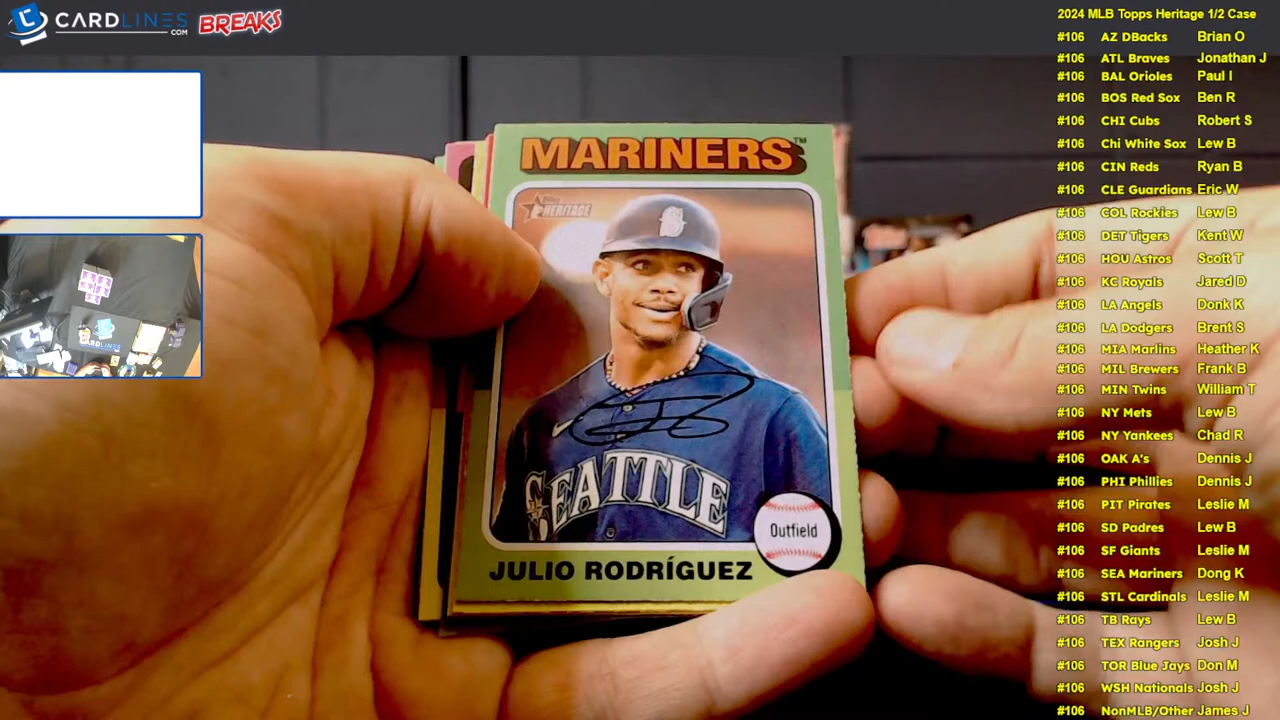 CARDLINES
.COM
BREAKS
2024 MLB Topps Heritage 1/2 Case
#106 AZ DBacks Brian O
#106 ATL Braves Jonathan J
#106 BAL Orioles Paul I
#106 BOS Red Sox Ben R
#106 CHI Cubs Robert S
#106 Chi White Sox Lew B
#106 CIN Reds Ryan B
#106 CLE Guardians Eric W
#106 COL Rockies Lew B
#106 DET Tigers Kent W
#106 HOU Astros Scott T
#106 KC Royals Jared D
#106 LA Angels Donk K
#106 LA Dodgers Brent S
#106 MIA Marlins Heather K
#106 MIL Brewers Frank B
#106 MIN Twins William T
#106 NY Mets Lew B
#106 NY Yankees Chad R
#106 OAK A's Dennis J
#106 PHI Phillies Dennis J
#106 PIT Pirates Leslie M
#106 SD Padres Lew B
#106 SF Giants Leslie M
#106 SEA Mariners Dong K
#106 STL Cardinals Leslie M
#106 TB Rays Lew B
#106 TEX Rangers Josh J
#106 TOR Blue Jays Don M
#106 WSH Nationals Josh J
#106 NonMLB/Other James J
MARINERS™
HERITAGE
SEATTLE
Outfield
JULIO RODRÍGUEZ
CARDLINES